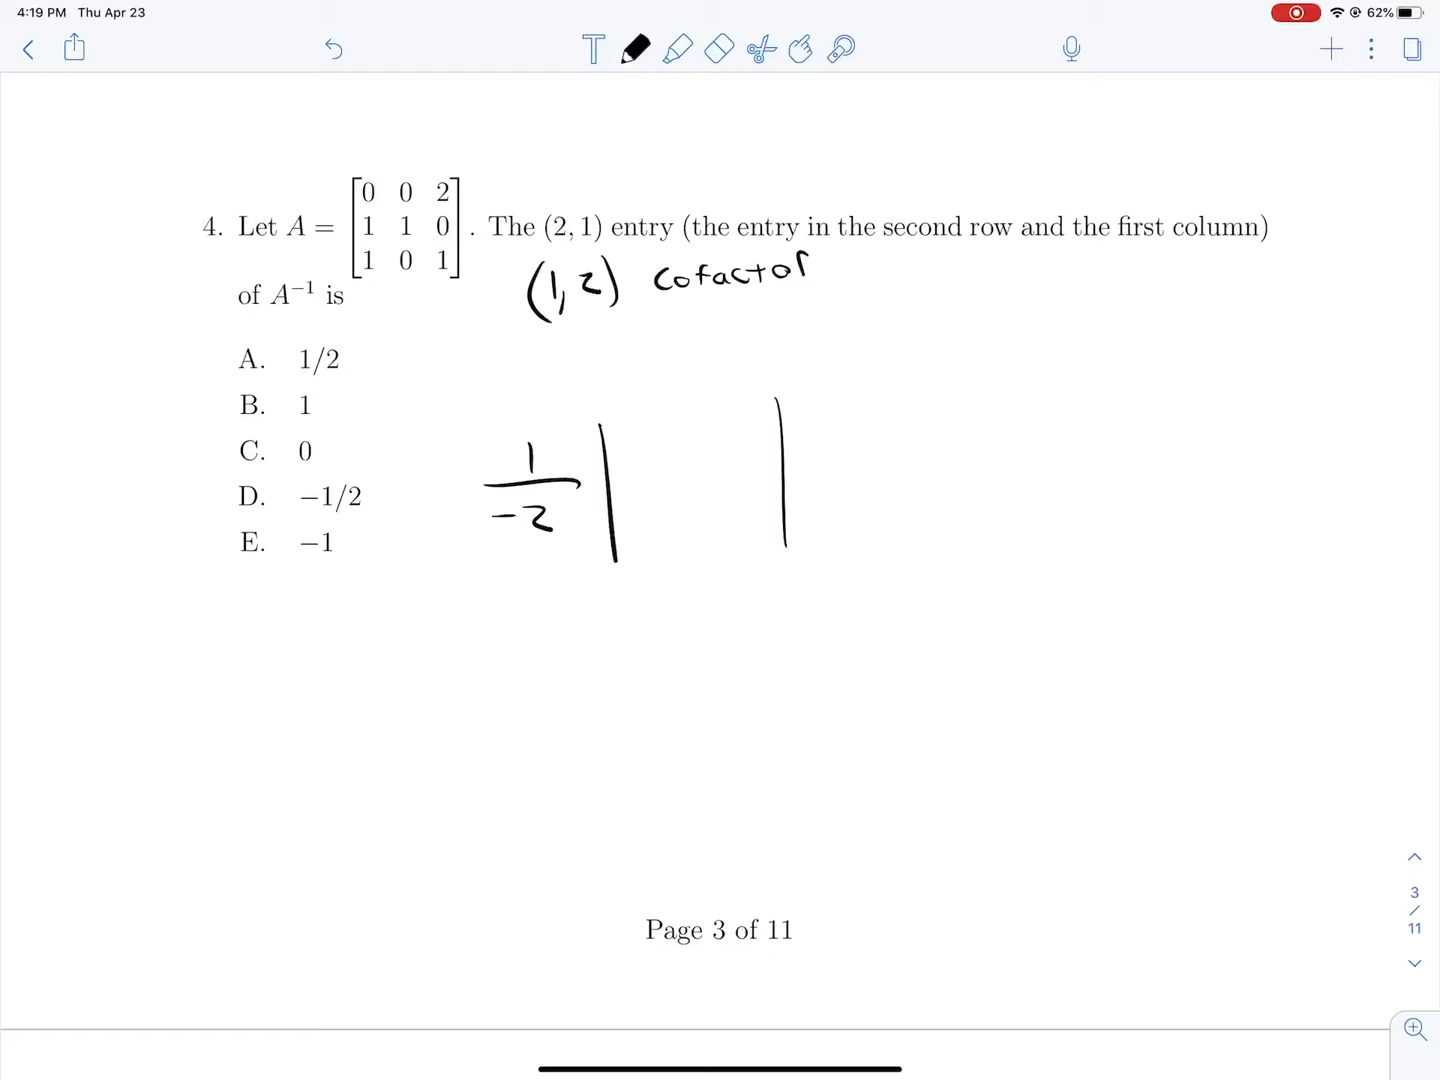 4:19 PM Thu Apr 23
62%
4. Let A = [0 0 2
1 1 0
1 0 1]. The (2, 1) entry (the entry in the second row and the first column)
(1, 2) cofactor
of A⁻¹ is
A. 1/2
B. 1
C. 0
D. −1/2
E. −1
1
-2
Page 3 of 11
3
/
11